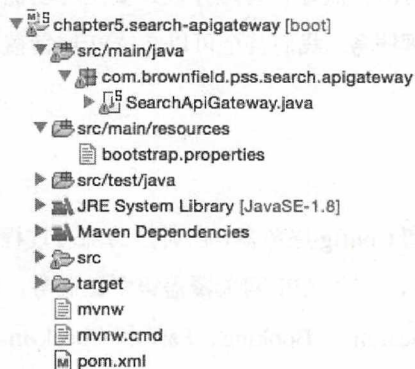 chapter5.search-apigateway [boot]
src/main/java
com.brownfield.pss.search.apigateway
SearchApiGateway.java
src/main/resources
bootstrap.properties
src/test/java
JRE System Library [JavaSE-1.8]
Maven Dependencies
src
target
mvnw
mvnw.cmd
pom.xml